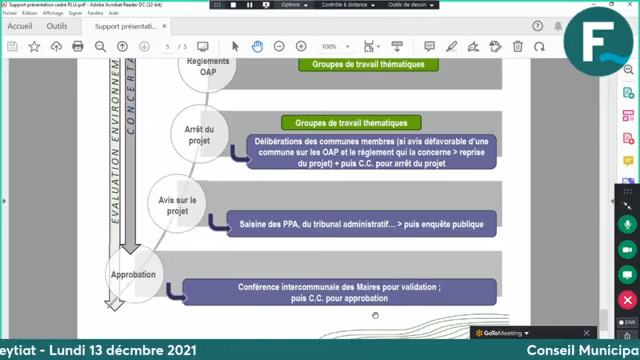 Support présentation cadre PLUi.pdf - Adobe Acrobat Reader DC (32-bit)
Options
Contrôle à distance
Outils de dessin
Fichier Edition Affichage Signer Fenêtre Aide
Accueil Outils Support présentatio...
5 / 5
100%
F
EVALUATION ENVIRONNEM
CONCERTA
Règlements
OAP
Groupes de travail thématiques
Arrêt du
projet
Groupes de travail thématiques
Délibérations des communes membres (si avis défavorable d'une
commune sur les OAP et le règlement qui la concerne > reprise
du projet) + puis C.C. pour arrêt du projet
Avis sur le
projet
Saisine des PPA, du tribunal administratif… > puis enquête publique
Approbation
Conférence intercommunale des Maires pour validation ;
puis C.C. pour approbation
GoToMeeting
eytiat - Lundi 13 décmbre 2021
Conseil Municipa